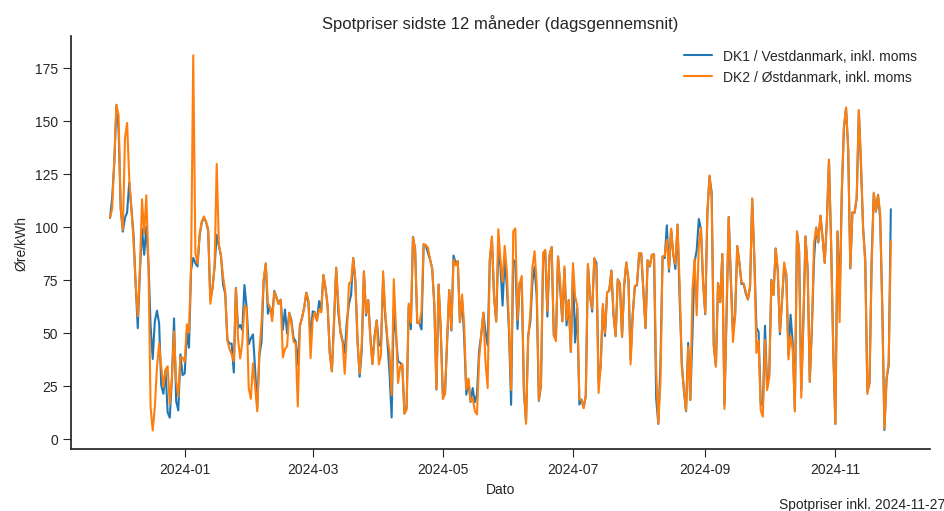 Spotpriser sidste 12 måneder (dagsgennemsnit)
DK1 / Vestdanmark, inkl. moms
DK2 / Østdanmark, inkl. moms
Øre/kWh
175
150
125
100
75
50
25
0
2024-01
2024-03
2024-05
2024-07
2024-09
2024-11
Dato
Spotpriser inkl. 2024-11-27